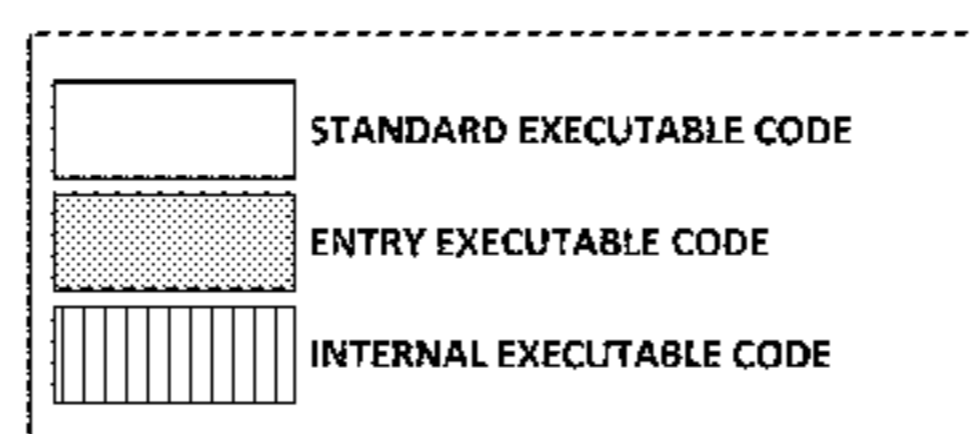 STANDARD EXECUTABLE CODE
ENTRY EXECUTABLE CODE
INTERNAL EXECUTABLE CODE